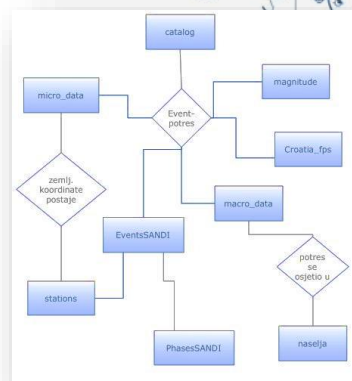 catalog
micro_data
magnitude
Event-
potres
Croatia_fps
zemlj.
koordinate
postaje
macro_data
EventsSANDI
potres
se
osjetio u
stations
PhasesSANDI
naselja